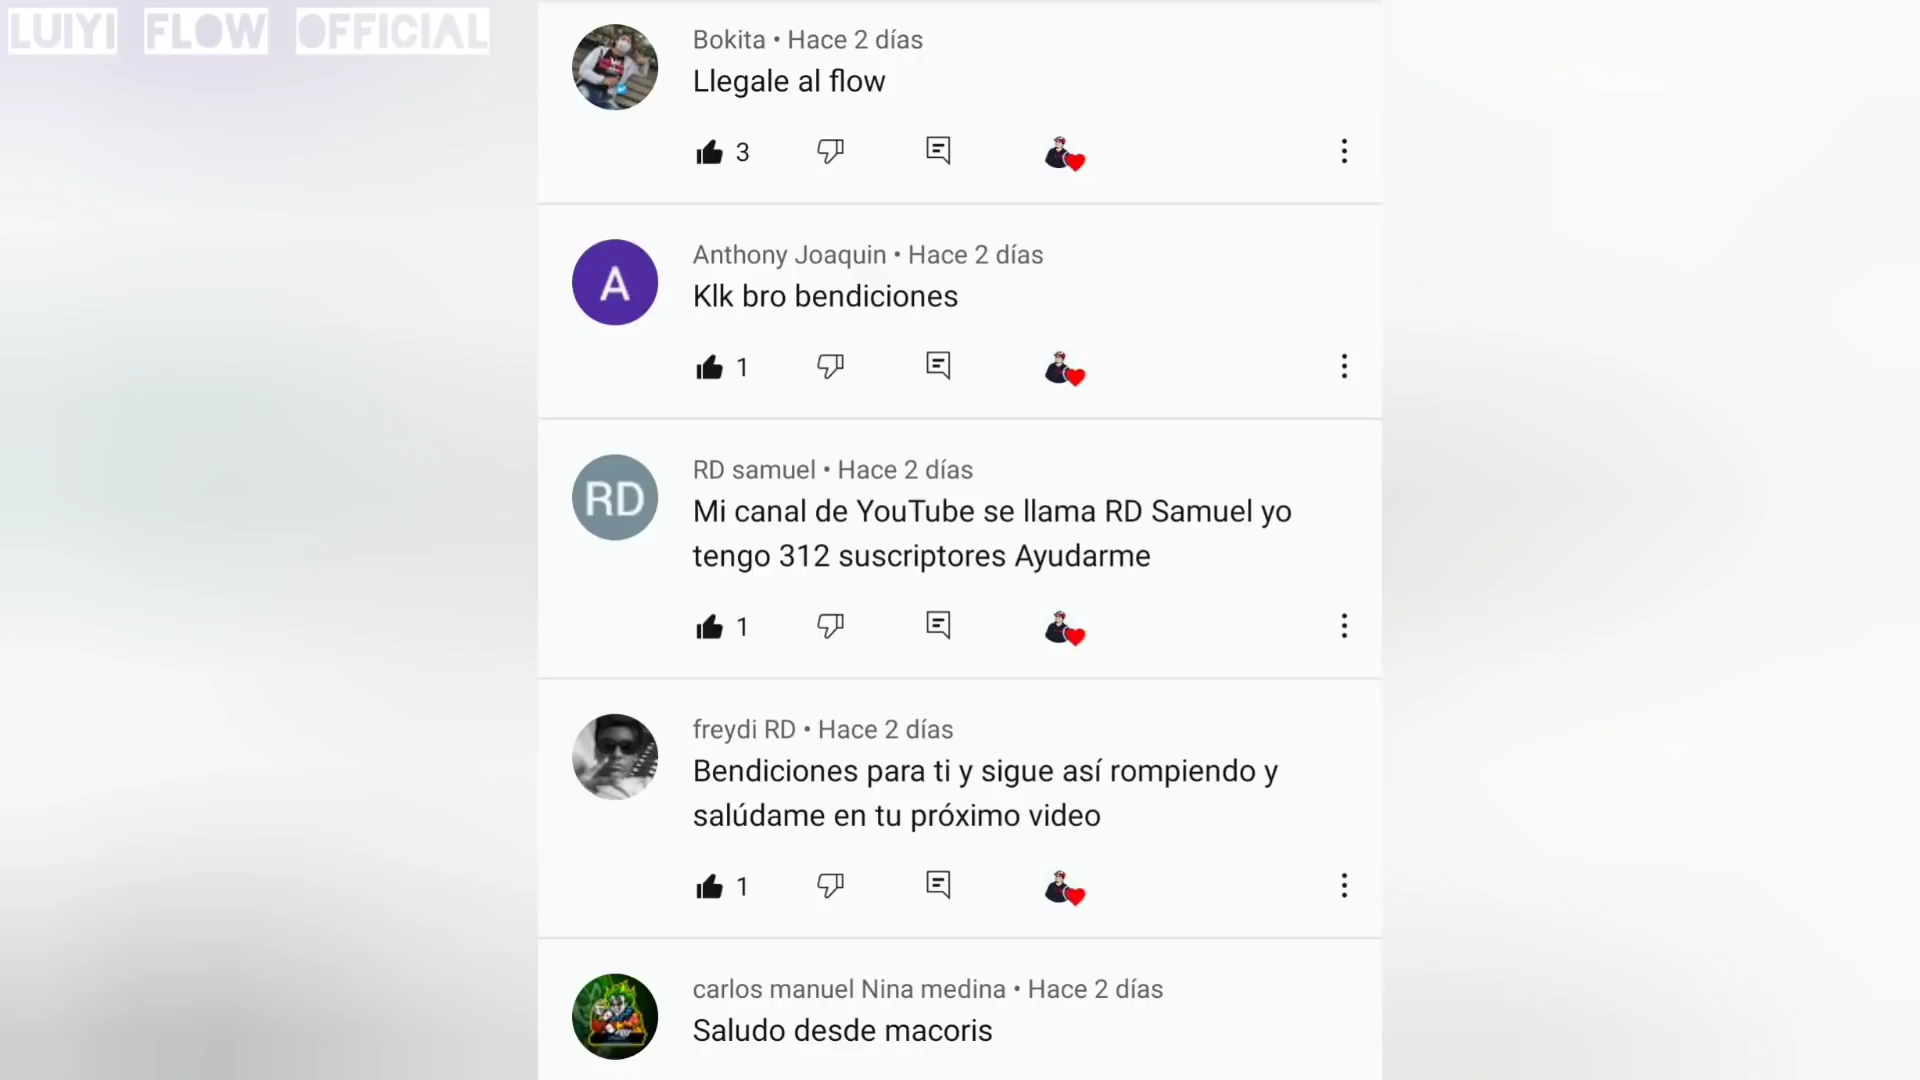 LUIYI FLOW OFFICIAL
Bokita • Hace 2 días
Llegale al flow
3
A
Anthony Joaquin • Hace 2 días
Klk bro bendiciones
1
RD
RD samuel • Hace 2 días
Mi canal de YouTube se llama RD Samuel yo
tengo 312 suscriptores Ayudarme
1
freydi RD • Hace 2 días
Bendiciones para ti y sigue así rompiendo y
salúdame en tu próximo video
1
carlos manuel Nina medina • Hace 2 días
Saludo desde macoris